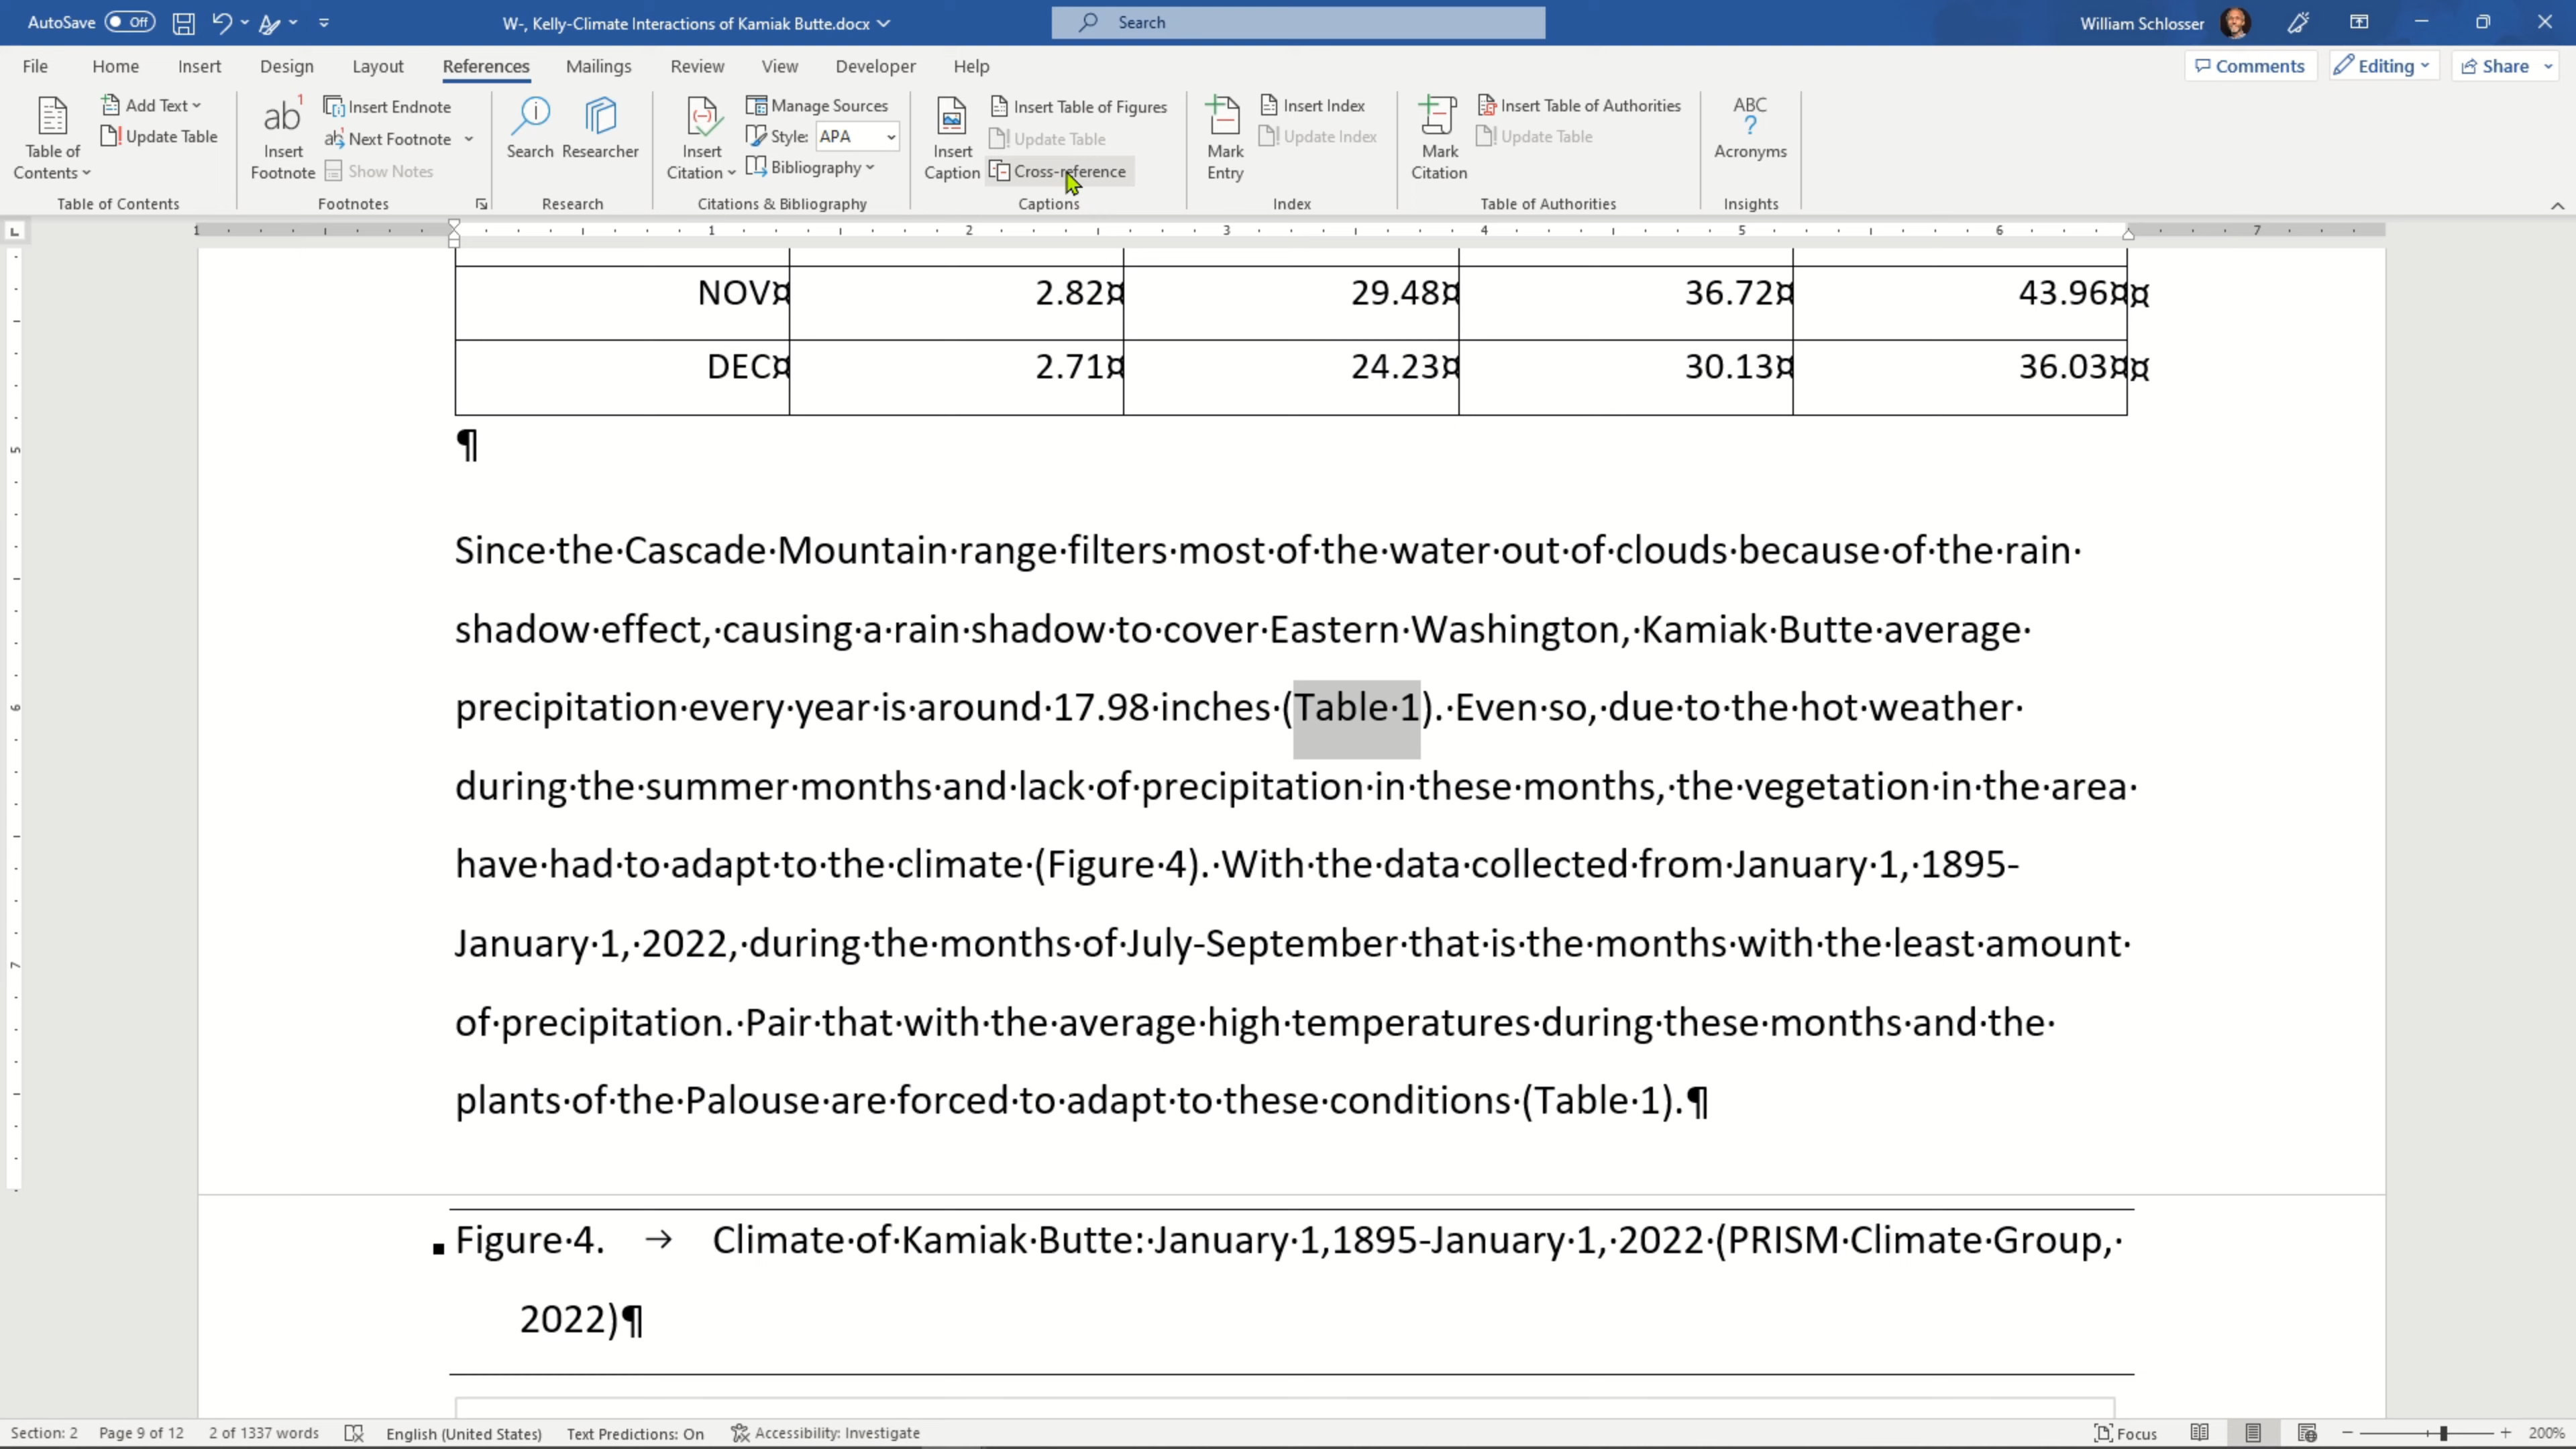 AutoSave Off W-, Kelly-Climate Interactions of Kamiak Butte.docx Search William Schlosser
File Home Insert Design Layout References Mailings Review View Developer Help Comments Editing Share
Table of Contents
Add Text
Update Table
Table of Contents
ab1
Insert Footnote
Insert Endnote
Next Footnote
Show Notes
Footnotes
Search
Researcher
Research
Insert Citation
Manage Sources
Style: APA
Bibliography
Citations & Bibliography
Insert Caption
Insert Table of Figures
Update Table
Cross-reference
Captions
Mark Entry
Insert Index
Update Index
Index
Mark Citation
Insert Table of Authorities
Update Table
Table of Authorities
ABC ?
Acronyms
Insights
1 1 2 3 4 5 6 7
NOV¤ 2.82¤ 29.48¤ 36.72¤ 43.96¤¤
DEC¤ 2.71¤ 24.23¤ 30.13¤ 36.03¤¤
¶
5
Since·the·Cascade·Mountain·range·filters·most·of·the·water·out·of·clouds·because·of·the·rain·
shadow·effect,·causing·a·rain·shadow·to·cover·Eastern·Washington,·Kamiak·Butte·average·
6
precipitation·every·year·is·around·17.98·inches·(Table·1).·Even·so,·due·to·the·hot·weather·
during·the·summer·months·and·lack·of·precipitation·in·these·months,·the·vegetation·in·the·area·
have·had·to·adapt·to·the·climate·(Figure·4).·With·the·data·collected·from·January·1,·1895-
7
January·1,·2022,·during·the·months·of·July-September·that·is·the·months·with·the·least·amount·
of·precipitation.·Pair·that·with·the·average·high·temperatures·during·these·months·and·the·
plants·of·the·Palouse·are·forced·to·adapt·to·these·conditions·(Table·1).¶
Figure·4. → Climate·of·Kamiak·Butte:·January·1,1895-January·1,·2022·(PRISM·Climate·Group,·
2022)¶
Section: 2 Page 9 of 12 2 of 1337 words English (United States) Text Predictions: On Accessibility: Investigate Focus 200%